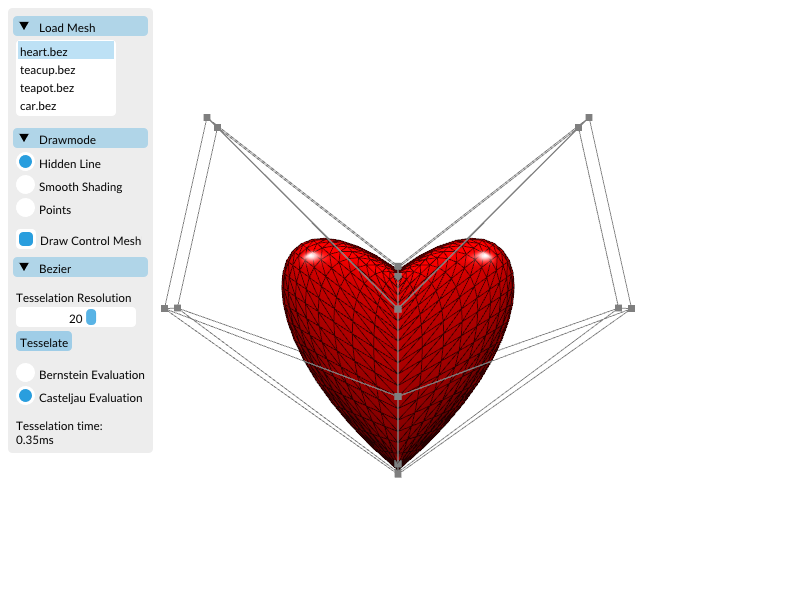 Load Mesh
heart.bez
teacup.bez
teapot.bez
car.bez
Drawmode
Hidden Line
Smooth Shading
Points
Draw Control Mesh
Bezier
Tesselation Resolution
20
Tesselate
Bernstein Evaluation
Casteljau Evaluation
Tesselation time:
0.35ms